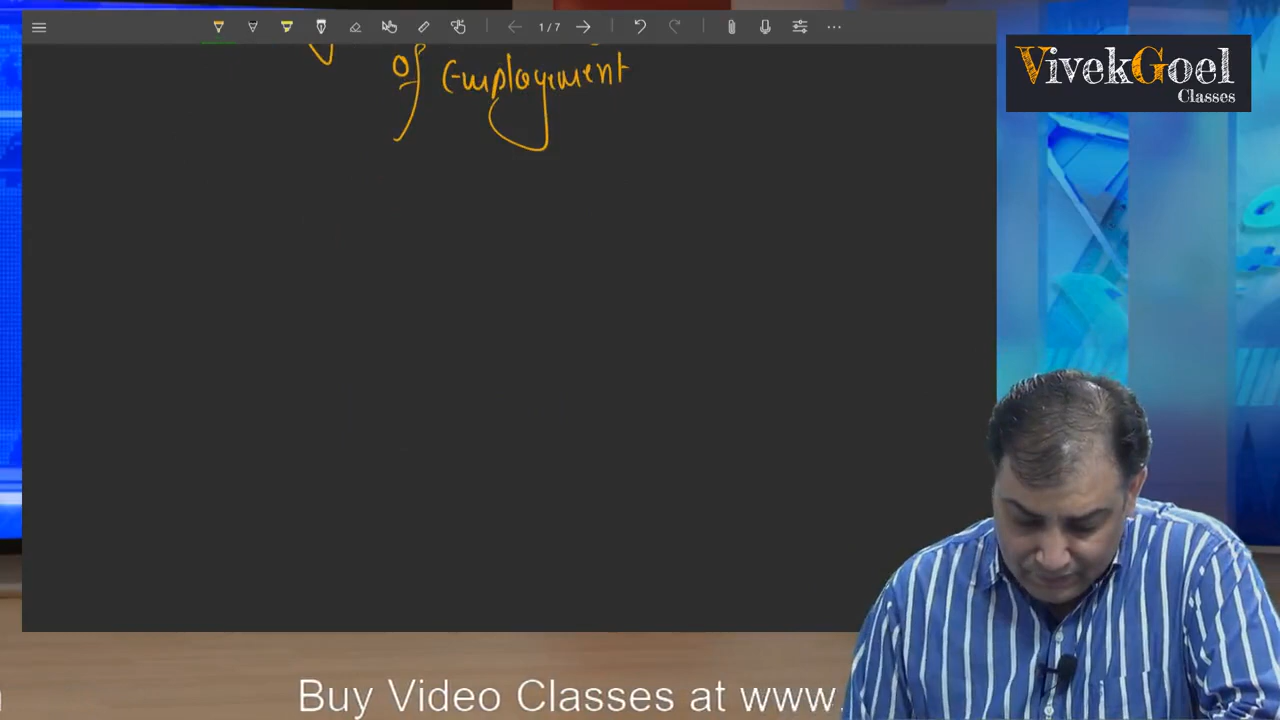 1/7
VivekGoel
Classes
of Employment
Buy Video Classes at www.